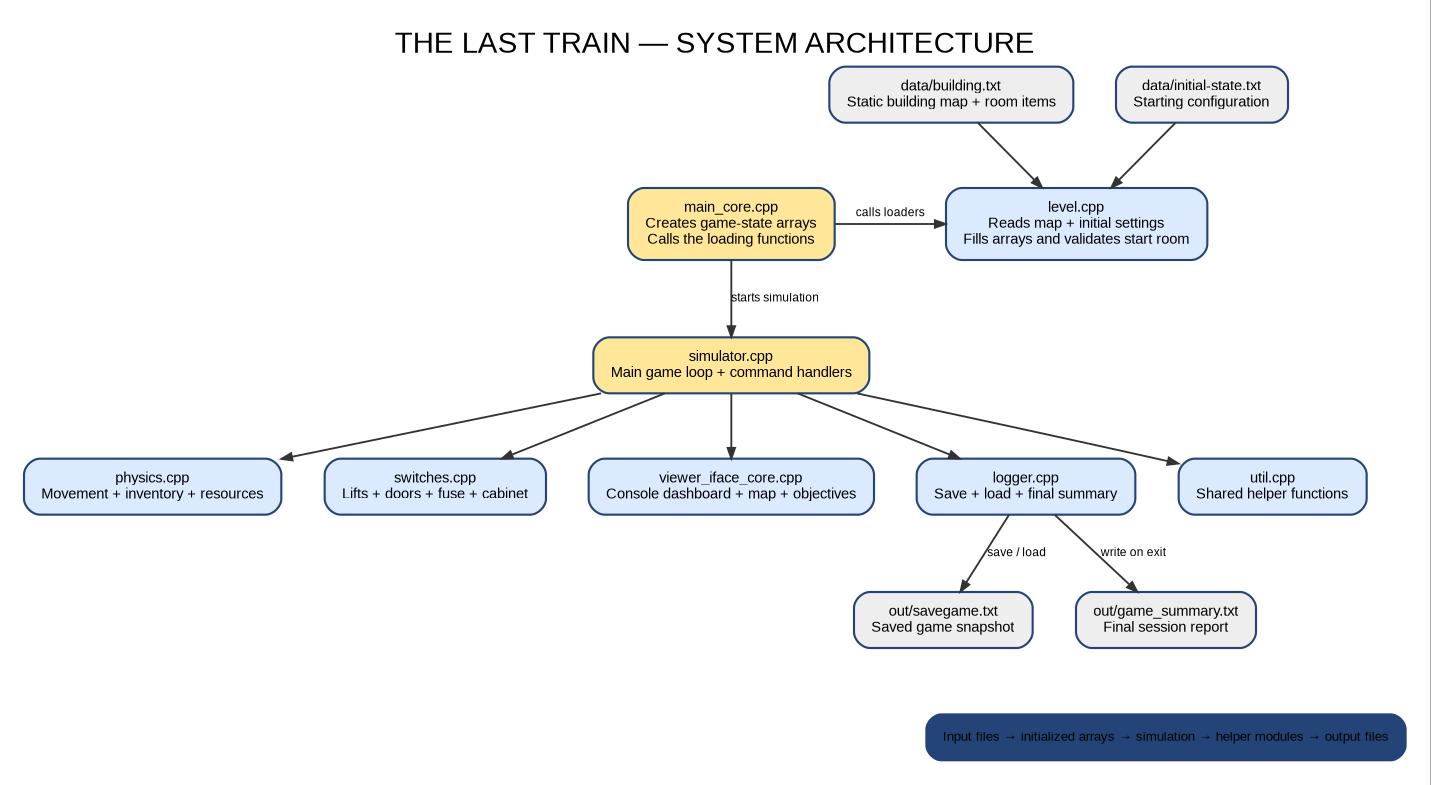 THE LAST TRAIN — SYSTEM ARCHITECTURE
data/building.txt
Static building map + room items
data/initial-state.txt
Starting configuration
main_core.cpp
Creates game-state arrays
Calls the loading functions
calls loaders
level.cpp
Reads map + initial settings
Fills arrays and validates start room
starts simulation
simulator.cpp
Main game loop + command handlers
physics.cpp
Movement + inventory + resources
switches.cpp
Lifts + doors + fuse + cabinet
viewer_iface_core.cpp
Console dashboard + map + objectives
logger.cpp
Save + load + final summary
util.cpp
Shared helper functions
save / load
write on exit
out/savegame.txt
Saved game snapshot
out/game_summary.txt
Final session report
Input files → initialized arrays → simulation → helper modules → output files